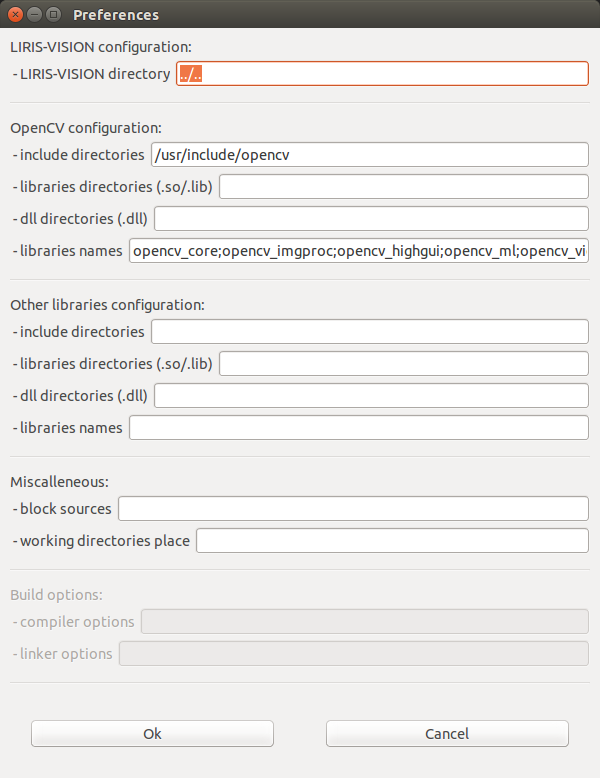 Preferences
LIRIS-VISION configuration:
- LIRIS-VISION directory ../..
OpenCV configuration:
- include directories /usr/include/opencv
- libraries directories (.so/.lib)
- dll directories (.dll)
- libraries names opencv_core;opencv_imgproc;opencv_highgui;opencv_ml;opencv_vi
Other libraries configuration:
- include directories
- libraries directories (.so/.lib)
- dll directories (.dll)
- libraries names
Miscalleneous:
- block sources
- working directories place
Build options:
- compiler options
- linker options
Ok Cancel